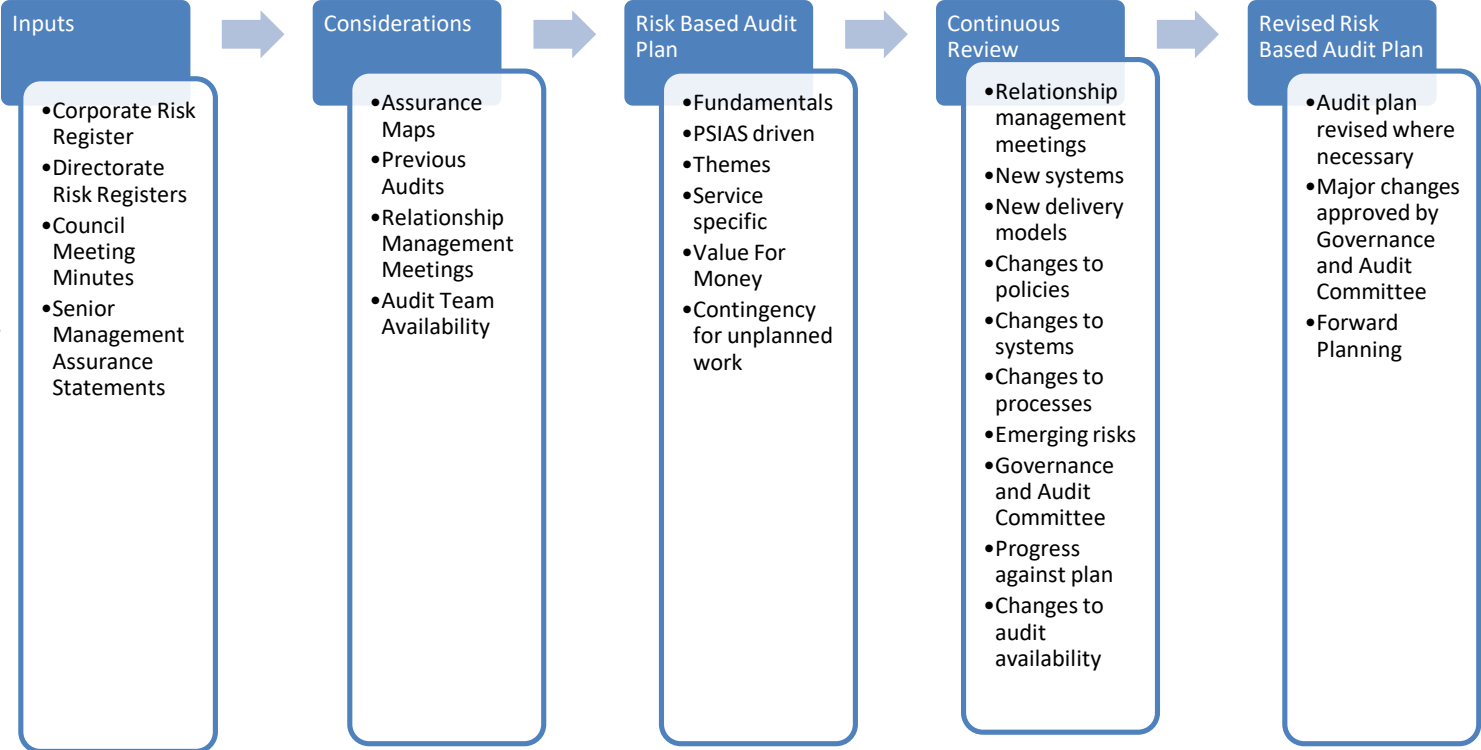 Inputs
•Corporate Risk
Register
•Directorate
Risk Registers
•Council
Meeting
Minutes
•Senior
Management
Assurance
Statements
Considerations
•Assurance
Maps
•Previous
Audits
•Relationship
Management
Meetings
•Audit Team
Availability
Risk Based Audit
Plan
•Fundamentals
•PSIAS driven
•Themes
•Service
specific
•Value For
Money
•Contingency
for unplanned
work
Continuous
Review
•Relationship
management
meetings
•New systems
•New delivery
models
•Changes to
policies
•Changes to
systems
•Changes to
processes
•Emerging risks
•Governance
and Audit
Committee
•Progress
against plan
•Changes to
audit
availability
Revised Risk
Based Audit Plan
•Audit plan
revised where
necessary
•Major changes
approved by
Governance
and Audit
Committee
•Forward
Planning